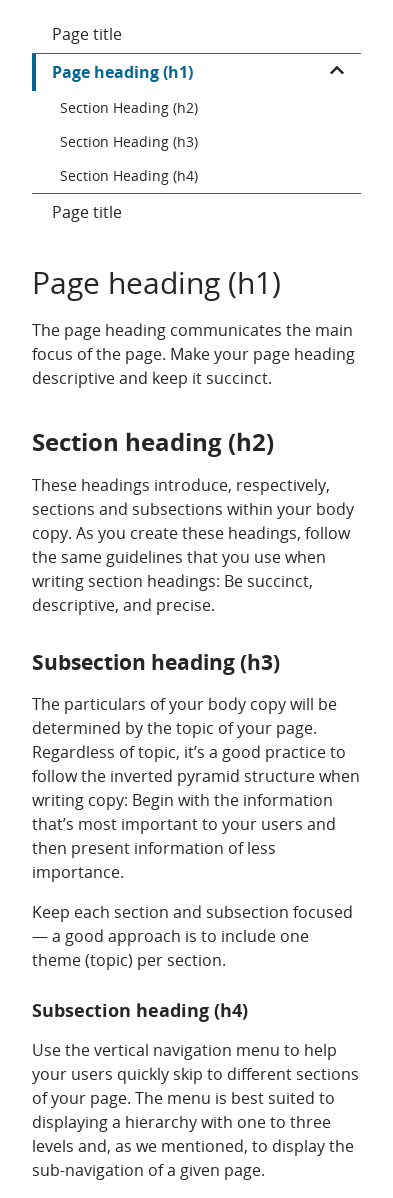 Page title
Page heading (h1)
Section Heading (h2)
Section Heading (h3)
Section Heading (h4)
Page title
Page heading (h1)
The page heading communicates the main
focus of the page. Make your page heading
descriptive and keep it succinct.
Section heading (h2)
These headings introduce, respectively,
sections and subsections within your body
copy. As you create these headings, follow
the same guidelines that you use when
writing section headings: Be succinct,
descriptive, and precise.
Subsection heading (h3)
The particulars of your body copy will be
determined by the topic of your page.
Regardless of topic, it’s a good practice to
follow the inverted pyramid structure when
writing copy: Begin with the information
that’s most important to your users and
then present information of less
importance.
Keep each section and subsection focused
— a good approach is to include one
theme (topic) per section.
Subsection heading (h4)
Use the vertical navigation menu to help
your users quickly skip to different sections
of your page. The menu is best suited to
displaying a hierarchy with one to three
levels and, as we mentioned, to display the
sub-navigation of a given page.